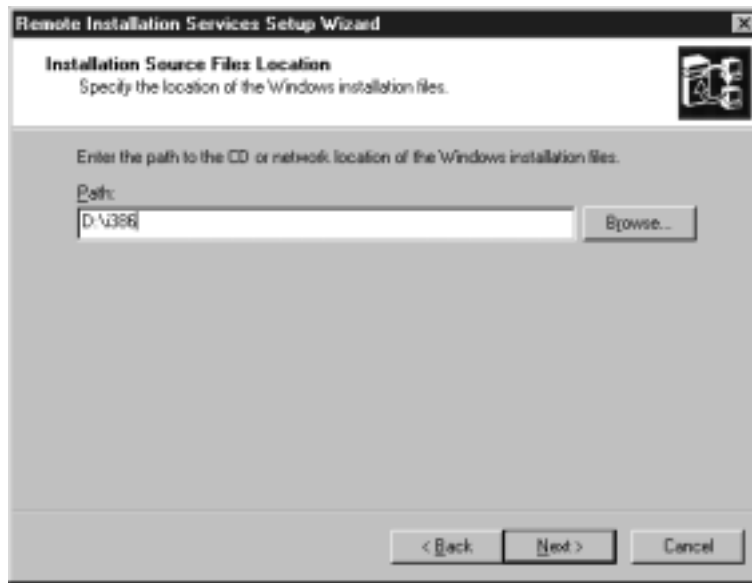 Remote Installation Services Setup Wizard
Installation Source Files Location
Specify the location of the Windows installation files.
Enter the path to the CD or network location of the Windows installation files.
Path:
D:\i386
Browse...
< Back
Next >
Cancel